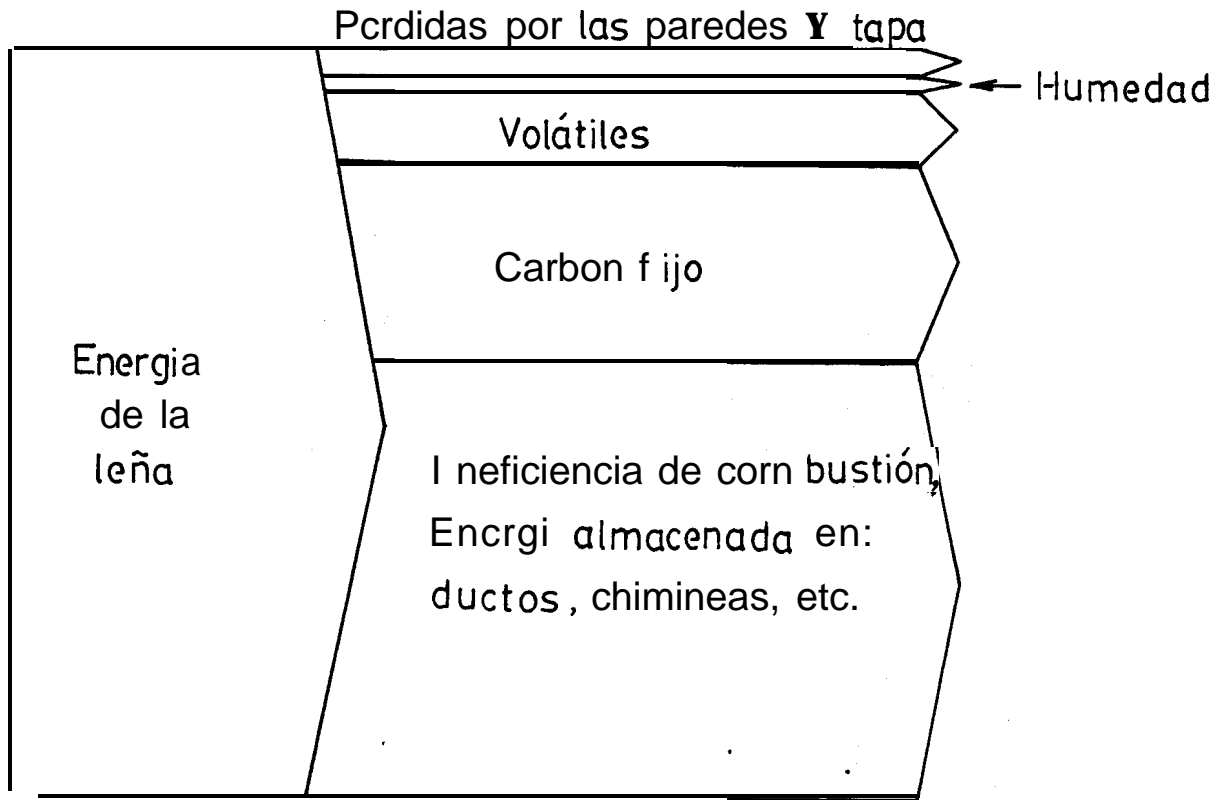 Pcrdidas por las paredes Y tapa
Humedad
Volátiles
Carbon f ijo
Energia
de la
leña
I neficiencia de corn bustión,
Encrgi almacenada en:
ductos, chimineas, etc.